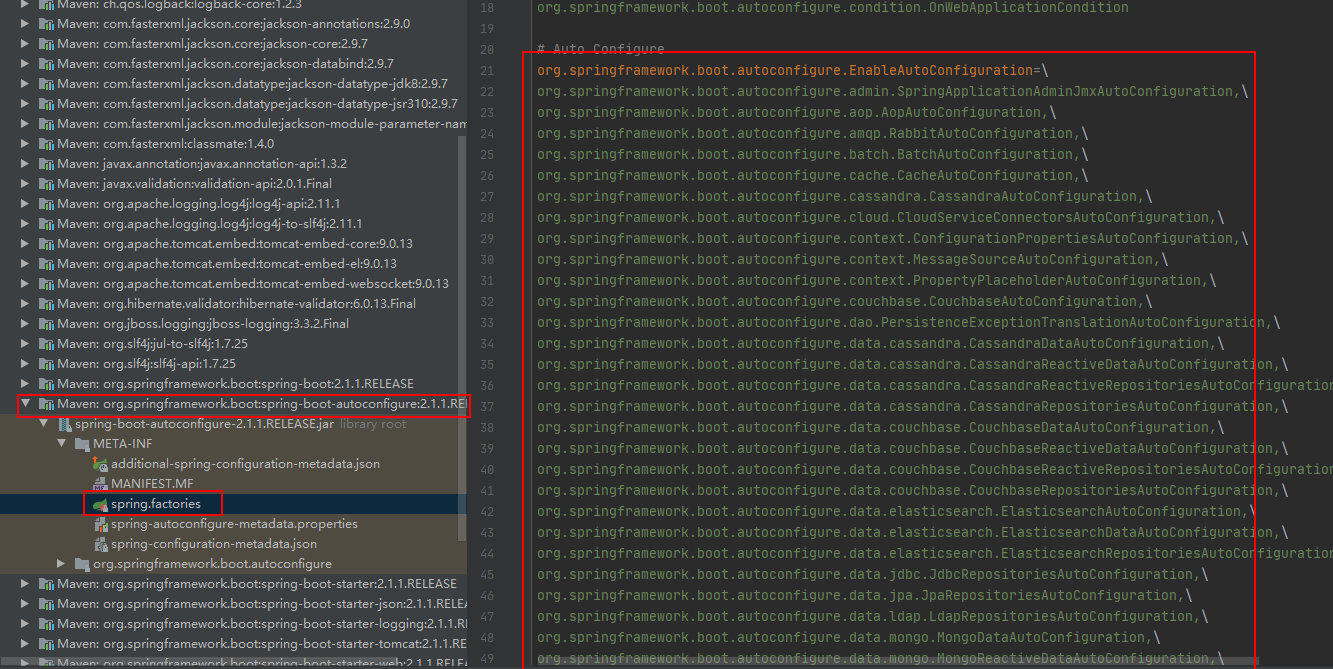 Maven: ch.qos.logback:logback-core:1.2.3
Maven: com.fasterxml.jackson.core:jackson-annotations:2.9.0
Maven: com.fasterxml.jackson.core:jackson-core:2.9.7
Maven: com.fasterxml.jackson.core:jackson-databind:2.9.7
Maven: com.fasterxml.jackson.datatype:jackson-datatype-jdk8:2.9.7
Maven: com.fasterxml.jackson.datatype:jackson-datatype-jsr310:2.9.7
Maven: com.fasterxml.jackson.module:jackson-module-parameter-nam
Maven: com.fasterxml:classmate:1.4.0
Maven: javax.annotation:javax.annotation-api:1.3.2
Maven: javax.validation:validation-api:2.0.1.Final
Maven: org.apache.logging.log4j:log4j-api:2.11.1
Maven: org.apache.logging.log4j:log4j-to-slf4j:2.11.1
Maven: org.apache.tomcat.embed:tomcat-embed-core:9.0.13
Maven: org.apache.tomcat.embed:tomcat-embed-el:9.0.13
Maven: org.apache.tomcat.embed:tomcat-embed-websocket:9.0.13
Maven: org.hibernate.validator:hibernate-validator:6.0.13.Final
Maven: org.jboss.logging:jboss-logging:3.3.2.Final
Maven: org.slf4j:jul-to-slf4j:1.7.25
Maven: org.slf4j:slf4j-api:1.7.25
Maven: org.springframework.boot:spring-boot:2.1.1.RELEASE
Maven: org.springframework.boot:spring-boot-autoconfigure:2.1.1.REL
spring-boot-autoconfigure-2.1.1.RELEASE.jar library root
META-INF
additional-spring-configuration-metadata.json
MANIFEST.MF
spring.factories
spring-autoconfigure-metadata.properties
spring-configuration-metadata.json
org.springframework.boot.autoconfigure
Maven: org.springframework.boot:spring-boot-starter:2.1.1.RELEASE
Maven: org.springframework.boot:spring-boot-starter-json:2.1.1.RELEA
Maven: org.springframework.boot:spring-boot-starter-logging:2.1.1.RE
Maven: org.springframework.boot:spring-boot-starter-tomcat:2.1.1.RE
Maven: org.springframework.boot:spring-boot-starter-web:2.1.1.RELEA
18 org.springframework.boot.autoconfigure.condition.OnWebApplicationCondition
19
20 # Auto Configure
21 org.springframework.boot.autoconfigure.EnableAutoConfiguration=\
22 org.springframework.boot.autoconfigure.admin.SpringApplicationAdminJmxAutoConfiguration,\
23 org.springframework.boot.autoconfigure.aop.AopAutoConfiguration,\
24 org.springframework.boot.autoconfigure.amqp.RabbitAutoConfiguration,\
25 org.springframework.boot.autoconfigure.batch.BatchAutoConfiguration,\
26 org.springframework.boot.autoconfigure.cache.CacheAutoConfiguration,\
27 org.springframework.boot.autoconfigure.cassandra.CassandraAutoConfiguration,\
28 org.springframework.boot.autoconfigure.cloud.CloudServiceConnectorsAutoConfiguration,\
29 org.springframework.boot.autoconfigure.context.ConfigurationPropertiesAutoConfiguration,\
30 org.springframework.boot.autoconfigure.context.MessageSourceAutoConfiguration,\
31 org.springframework.boot.autoconfigure.context.PropertyPlaceholderAutoConfiguration,\
32 org.springframework.boot.autoconfigure.couchbase.CouchbaseAutoConfiguration,\
33 org.springframework.boot.autoconfigure.dao.PersistenceExceptionTranslationAutoConfiguration,\
34 org.springframework.boot.autoconfigure.data.cassandra.CassandraDataAutoConfiguration,\
35 org.springframework.boot.autoconfigure.data.cassandra.CassandraReactiveDataAutoConfiguration,\
36 org.springframework.boot.autoconfigure.data.cassandra.CassandraReactiveRepositoriesAutoConfiguration
37 org.springframework.boot.autoconfigure.data.cassandra.CassandraRepositoriesAutoConfiguration,\
38 org.springframework.boot.autoconfigure.data.couchbase.CouchbaseDataAutoConfiguration,\
39 org.springframework.boot.autoconfigure.data.couchbase.CouchbaseReactiveDataAutoConfiguration,\
40 org.springframework.boot.autoconfigure.data.couchbase.CouchbaseReactiveRepositoriesAutoConfiguration
41 org.springframework.boot.autoconfigure.data.couchbase.CouchbaseRepositoriesAutoConfiguration,\
42 org.springframework.boot.autoconfigure.data.elasticsearch.ElasticsearchAutoConfiguration,\
43 org.springframework.boot.autoconfigure.data.elasticsearch.ElasticsearchDataAutoConfiguration,\
44 org.springframework.boot.autoconfigure.data.elasticsearch.ElasticsearchRepositoriesAutoConfiguration
45 org.springframework.boot.autoconfigure.data.jdbc.JdbcRepositoriesAutoConfiguration,\
46 org.springframework.boot.autoconfigure.data.jpa.JpaRepositoriesAutoConfiguration,\
47 org.springframework.boot.autoconfigure.data.ldap.LdapRepositoriesAutoConfiguration,\
48 org.springframework.boot.autoconfigure.data.mongo.MongoDataAutoConfiguration,\
49 org.springframework.boot.autoconfigure.data.mongo.MongoReactiveDataAutoConfiguration,\